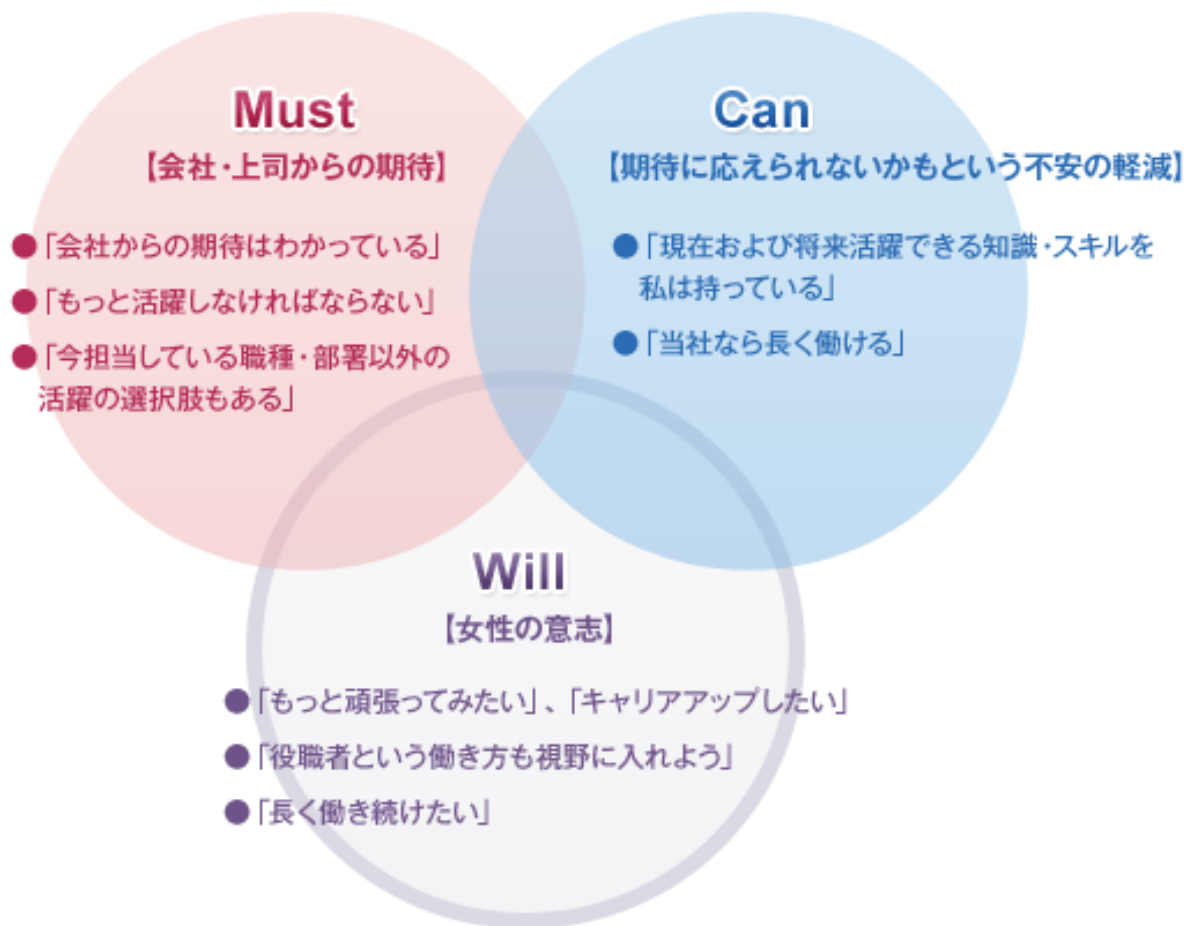 Must
【会社・上司からの期待】
●「会社からの期待はわかっている」
●「もっと活躍しなければならない」
●「今担当している職種・部署以外の
活躍の選択肢もある」
Can
【期待に応えられないかもという不安の軽減】
●「現在および将来活躍できる知識・スキルを
私は持っている」
●「当社なら長く働ける」
Will
【女性の意志】
●「もっと頑張ってみたい」、「キャリアアップしたい」
●「役職者という働き方も視野に入れよう」
●「長く働き続けたい」